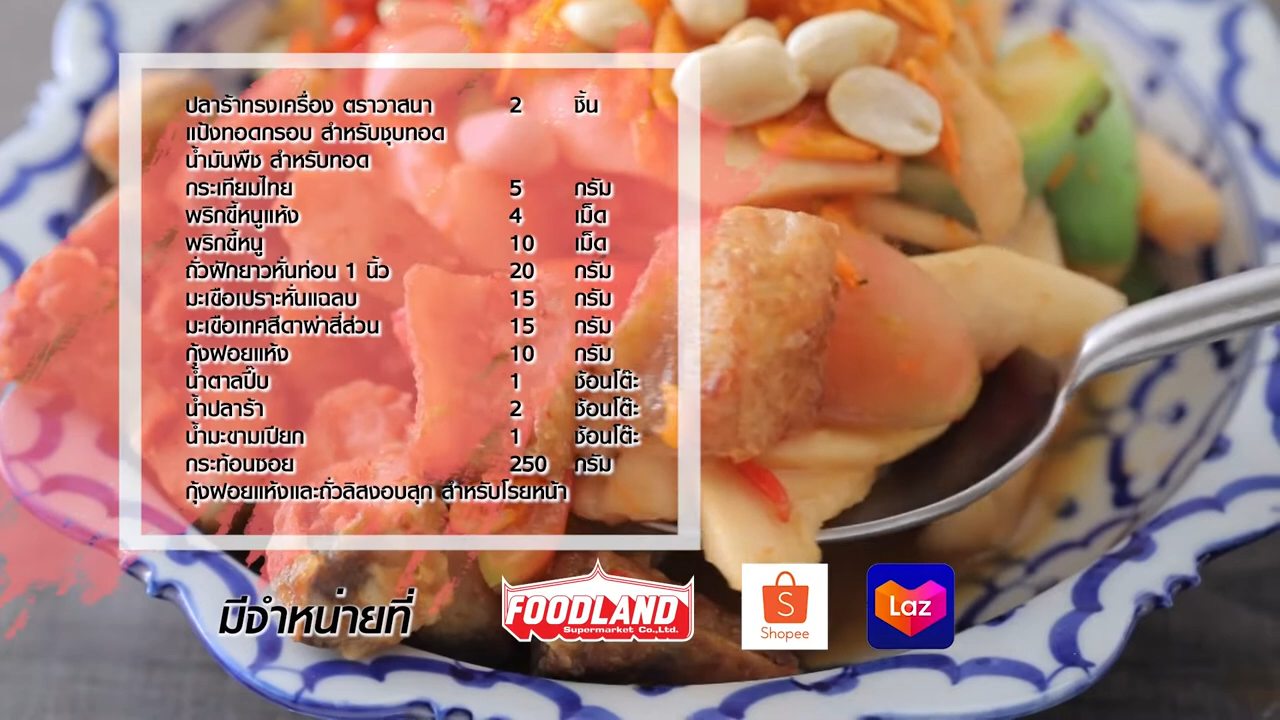 ปลาร้าทรงเครื่อง ตราวาสนา 2 ชิ้น
แป้งทอดกรอบ สำหรับชุบทอด
น้ำมันพืช สำหรับทอด
กระเทียมไทย 5 กรัม
พริกขี้หนูแห้ง 4 เม็ด
พริกขี้หนู 10 เม็ด
ถั่วฝักยาวหั่นท่อน 1 นิ้ว 20 กรัม
มะเขือเปราะหั่นแฉลบ 15 กรัม
มะเขือเทศสีดาผ่าสี่ส่วน 15 กรัม
กุ้งฝอยแห้ง 10 กรัม
น้ำตาลปี๊บ 1 ช้อนโต๊ะ
น้ำปลาร้า 2 ช้อนโต๊ะ
น้ำมะขามเปียก 1 ช้อนโต๊ะ
กระท้อนซอย 250 กรัม
กุ้งฝอยแห้งและถั่วลิสงอบสุก สำหรับโรยหน้า
มีจำหน่ายที่
FOODLAND
Supermarket Co.,Ltd.
S
Shopee
Laz